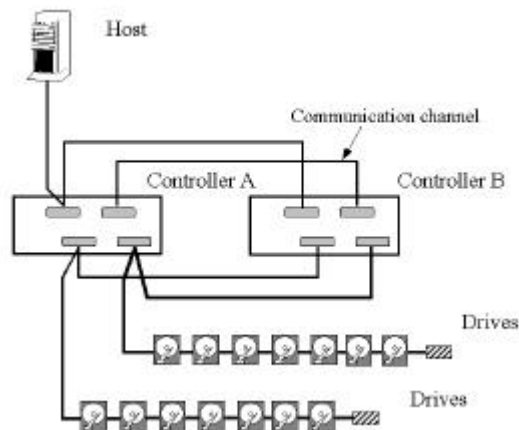 Host
Communication channel
Controller A
Controller B
Drives
Drives